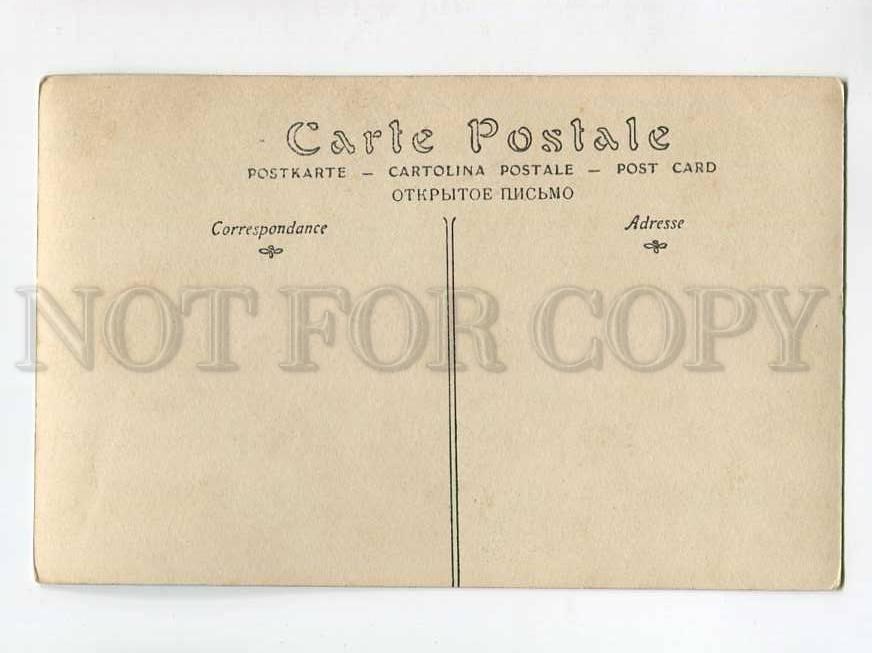 Carte Postale
POSTKARTE — CARTOLINA POSTALE — POST CARD
ОТКРЫТОЕ ПИСЬМО
Correspondance
Adresse
NOT FOR COPY